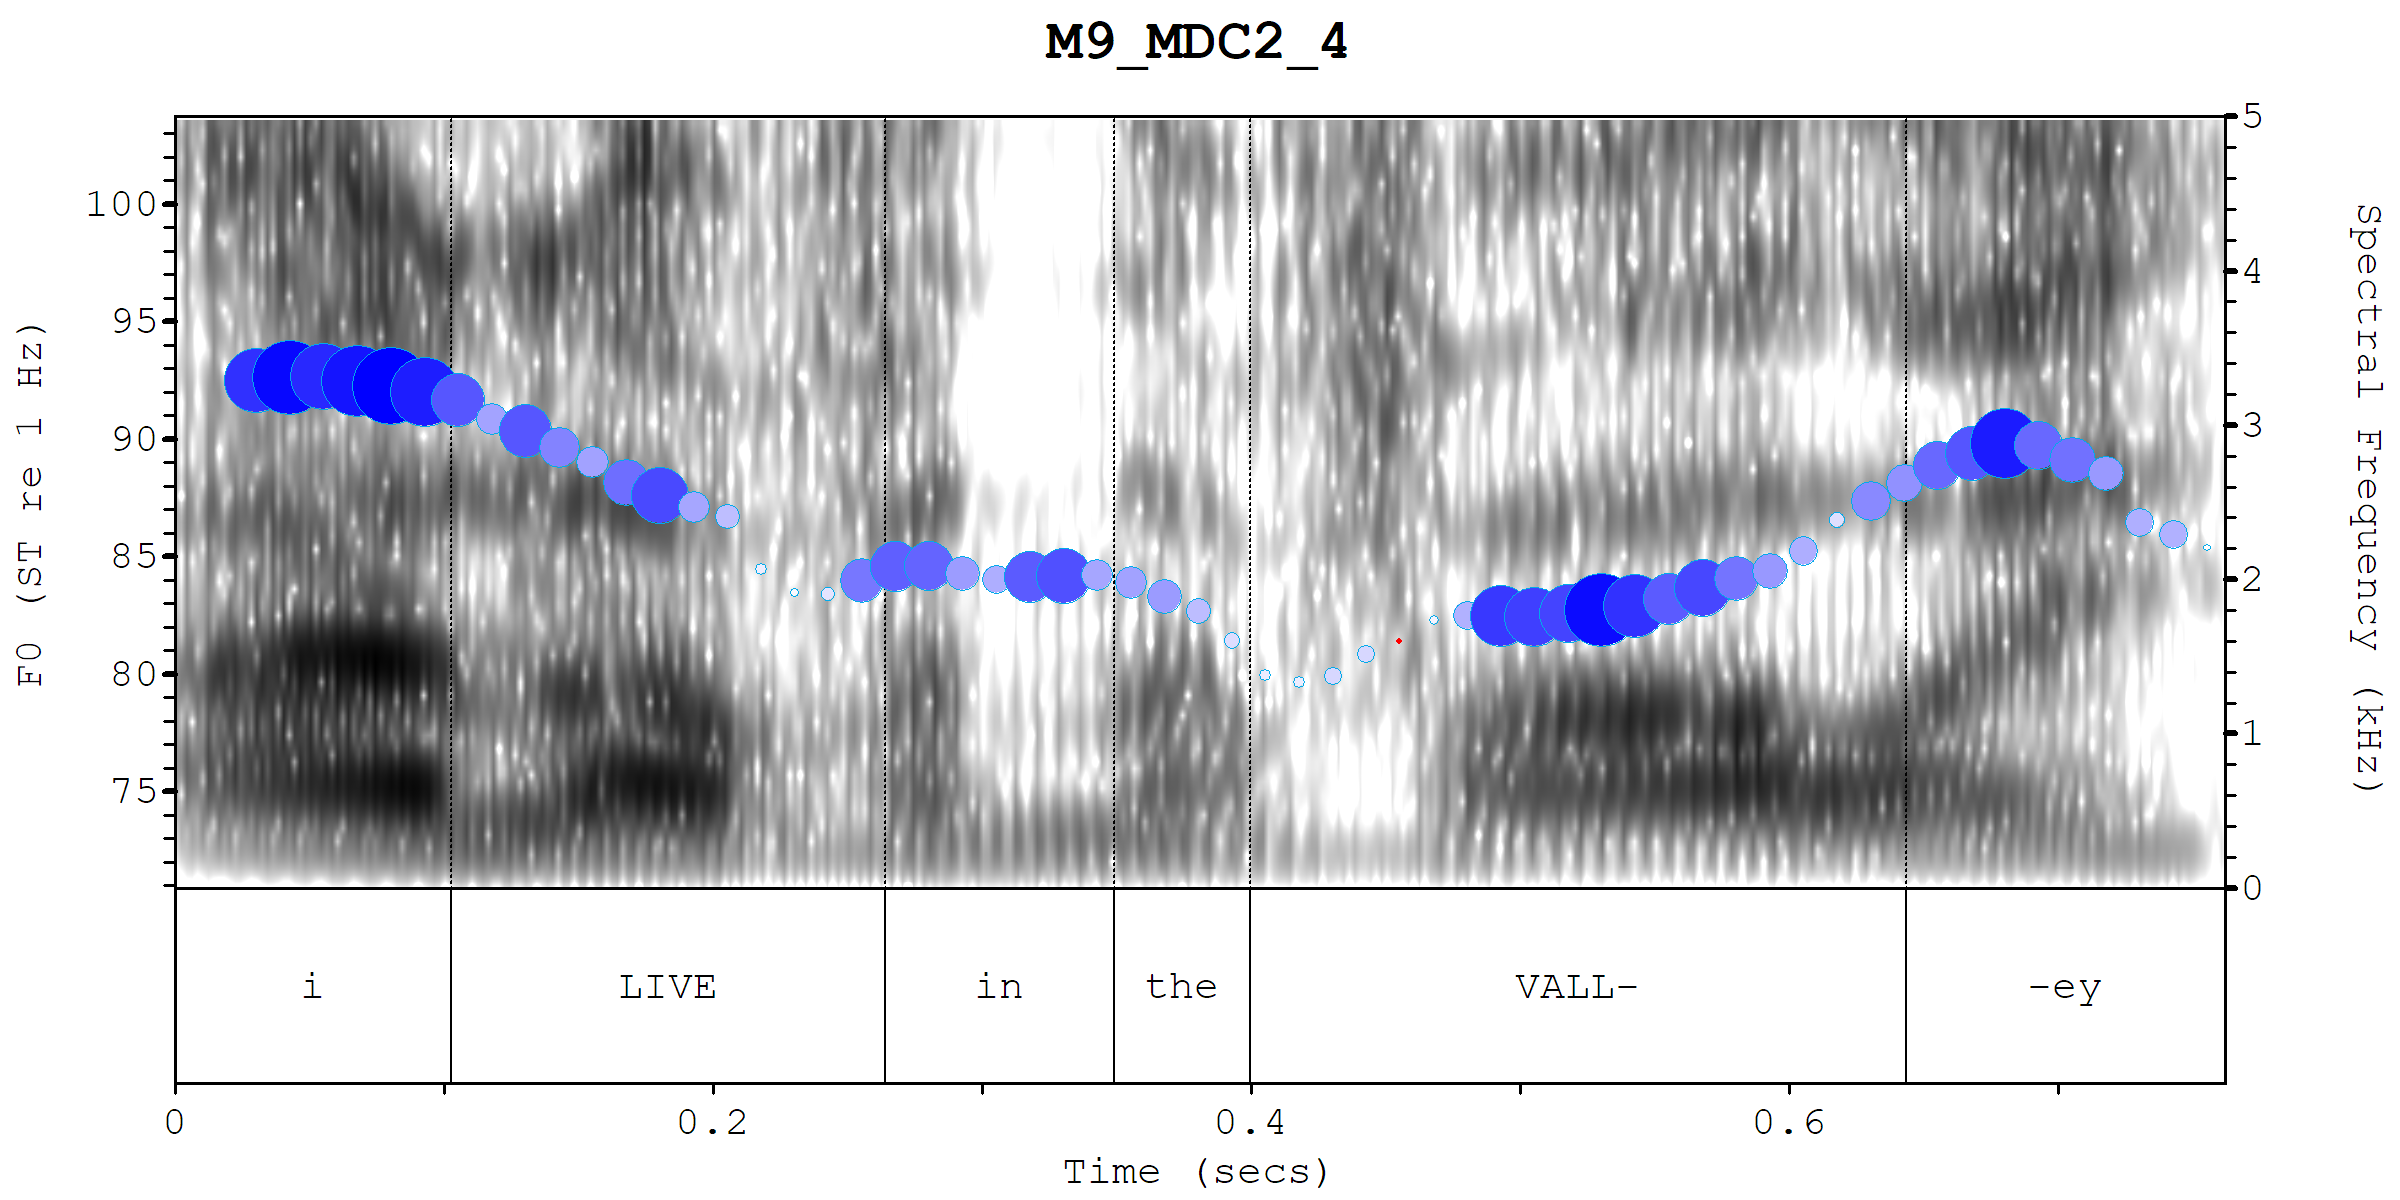 M9_MDC2_4
F0 (ST re 1 Hz)
100
95
90
85
80
75
5
4
3
2
1
0
Spectral Frequency (kHz)
i LIVE in the VALL- -ey
0 0.2 0.4 0.6
Time (secs)